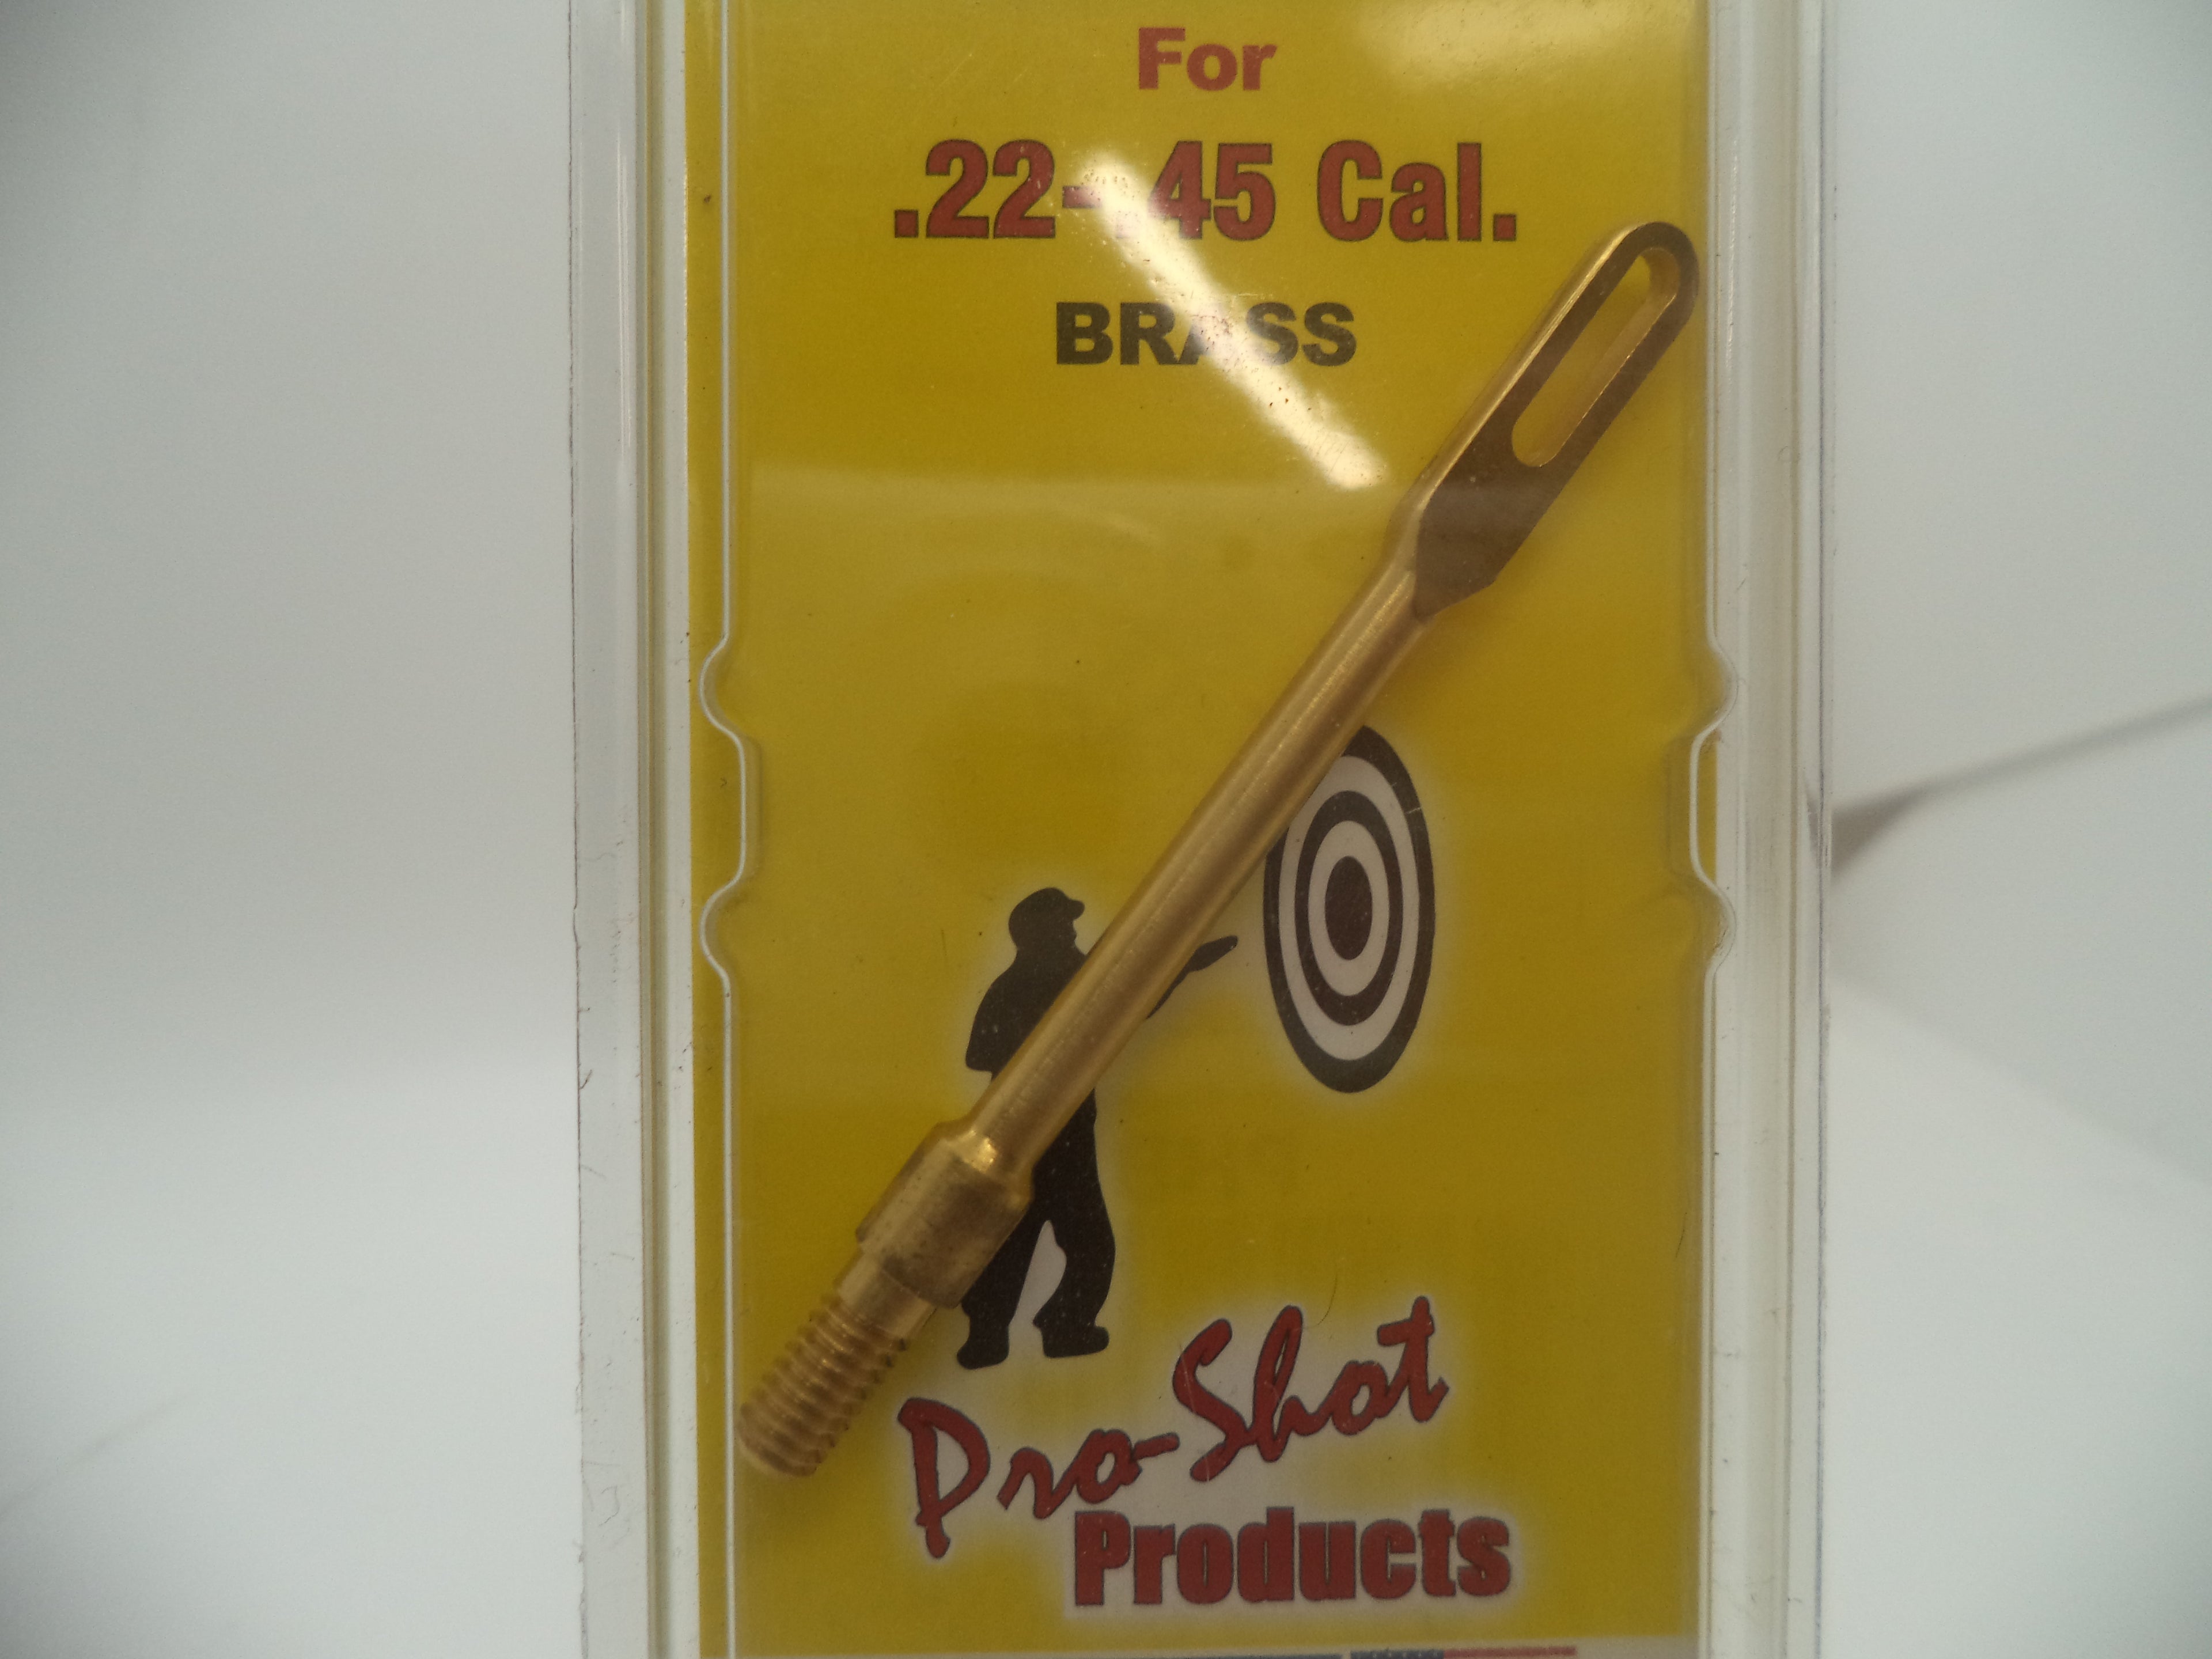 For
.22-.45 Cal.
BRASS
Pro-Shot
Products